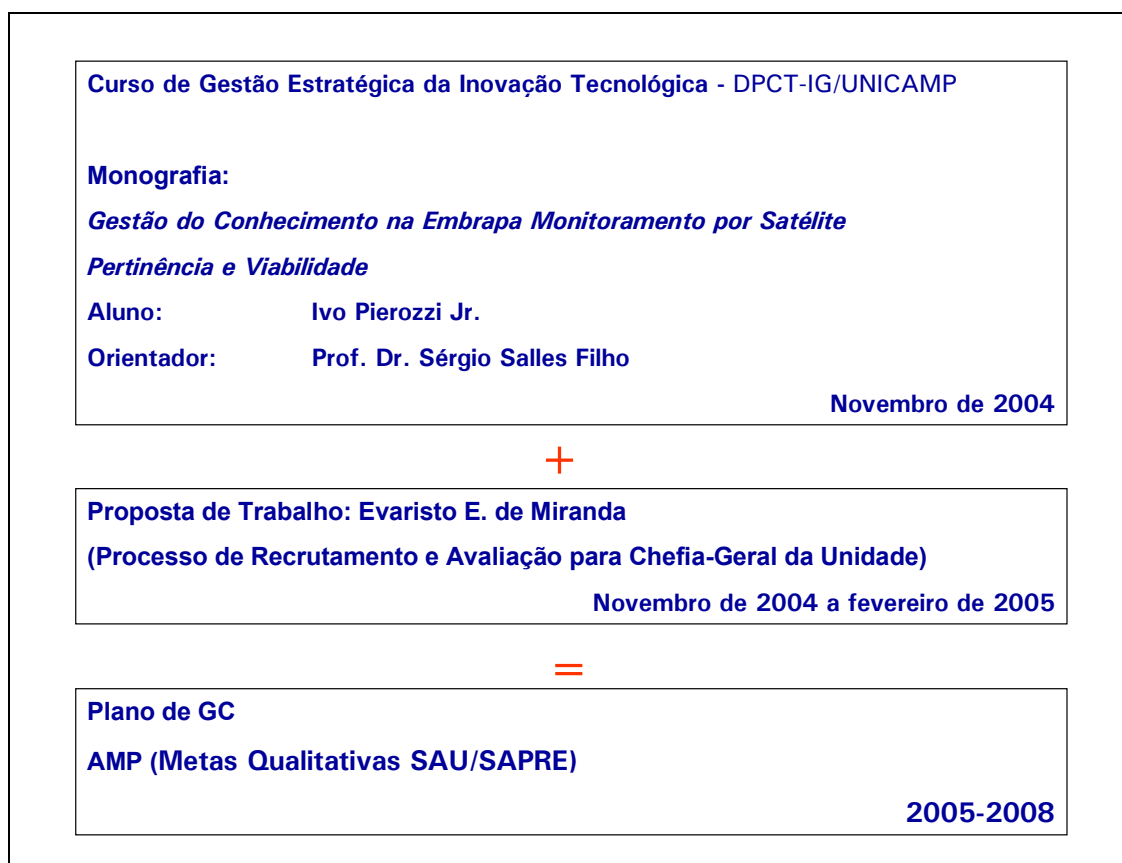 Curso de Gestão Estratégica da Inovação Tecnológica - DPCT-IG/UNICAMP
Monografia:
Gestão do Conhecimento na Embrapa Monitoramento por Satélite
Pertinência e Viabilidade
Aluno: Ivo Pierozzi Jr.
Orientador: Prof. Dr. Sérgio Salles Filho
Novembro de 2004
+
Proposta de Trabalho: Evaristo E. de Miranda
(Processo de Recrutamento e Avaliação para Chefia-Geral da Unidade)
Novembro de 2004 a fevereiro de 2005
=
Plano de GC
AMP (Metas Qualitativas SAU/SAPRE)
2005-2008